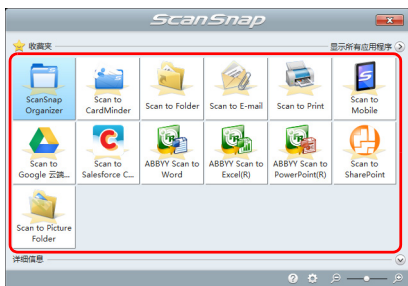 ScanSnap
收藏夹
显示所有应用程序
ScanSnap Organizer
Scan to CardMinder
Scan to Folder
Scan to E-mail
Scan to Print
Scan to Mobile
Scan to Google 云端...
Scan to Salesforce C...
ABBYY Scan to Word
ABBYY Scan to Excel(R)
ABBYY Scan to PowerPoint(R)
Scan to SharePoint
Scan to Picture Folder
详细信息